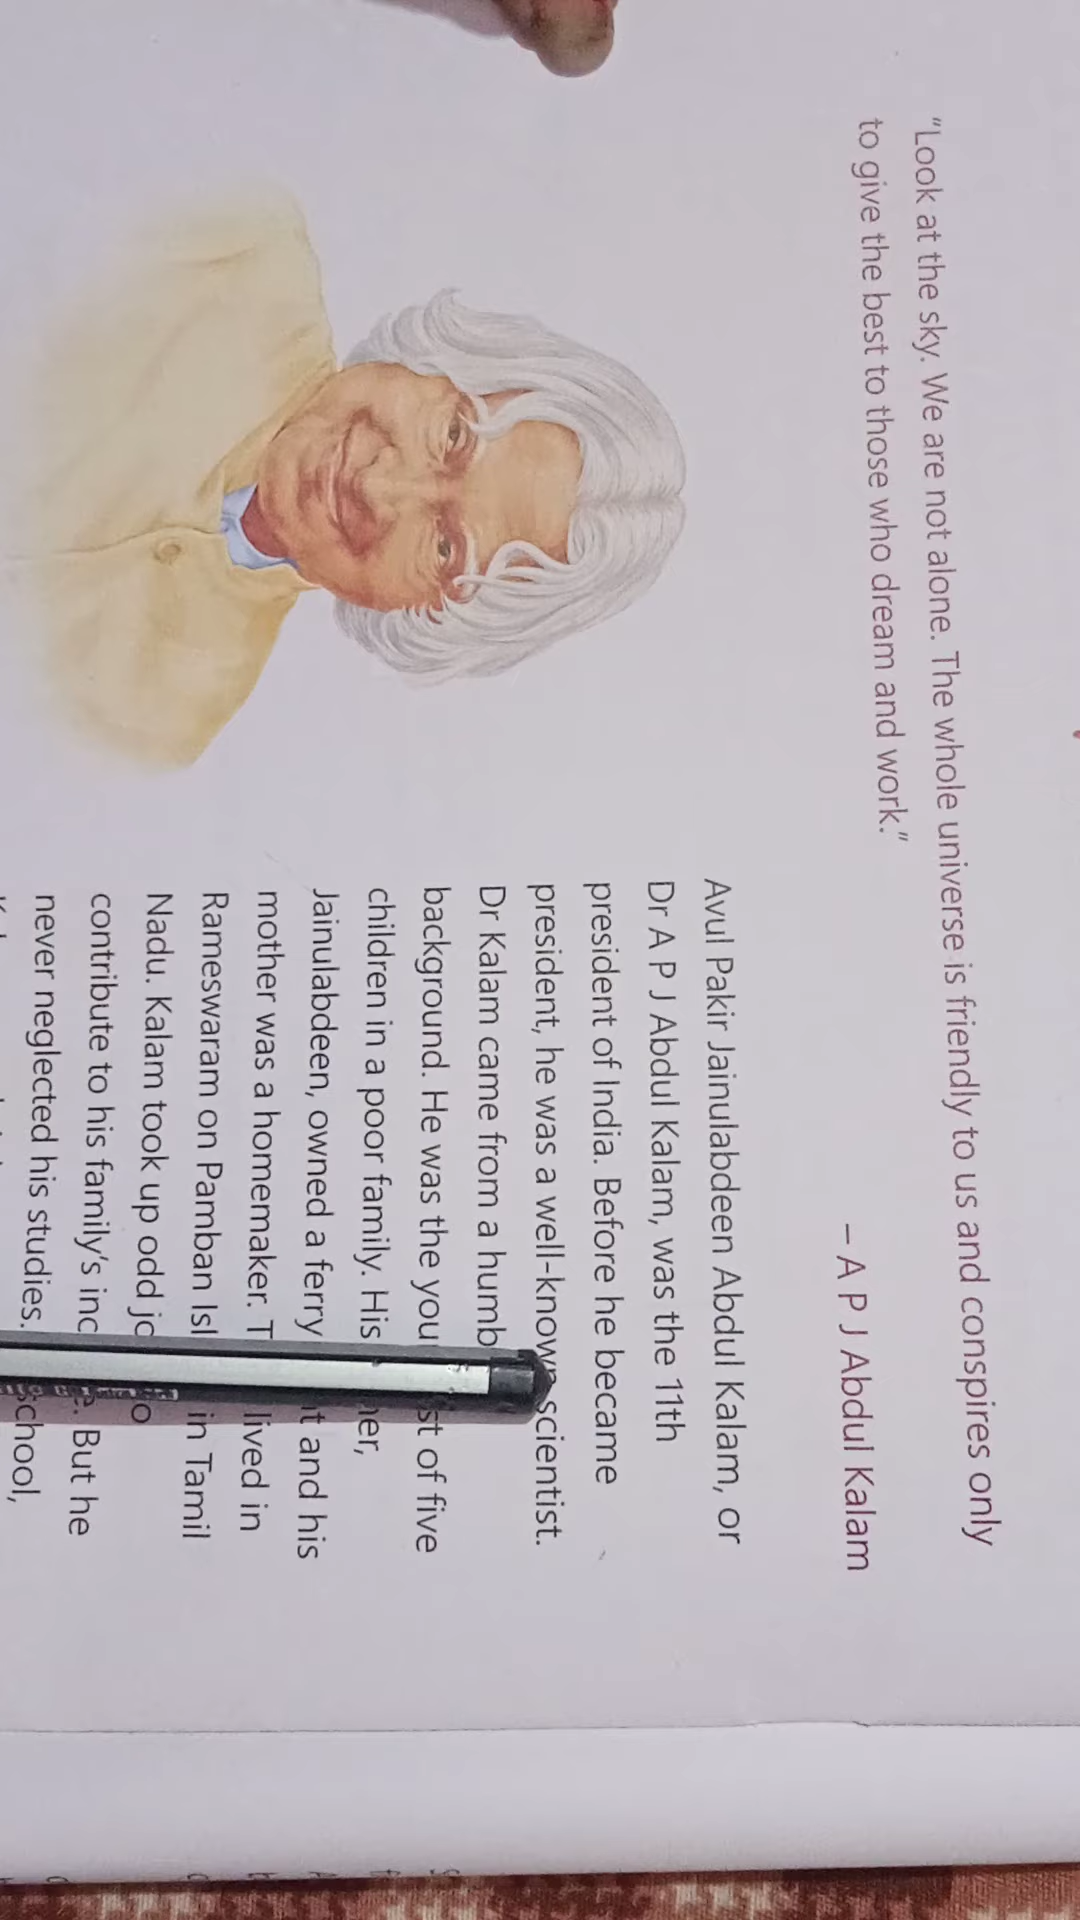 "Look at the sky. We are not alone. The whole universe is friendly to us and conspires only
to give the best to those who dream and work."
– A P J Abdul Kalam
Avul Pakir Jainulabdeen Abdul Kalam, or
Dr A P J Abdul Kalam, was the 11th
president of India. Before he became
president, he was a well-known scientist.
Dr Kalam came from a humb
background. He was the you st of five
children in a poor family. His her,
Jainulabdeen, owned a ferry t and his
mother was a homemaker. T lived in
Rameswaram on Pamban Isl in Tamil
Nadu. Kalam took up odd jo o
contribute to his family's inc e. But he
never neglected his studies. school,